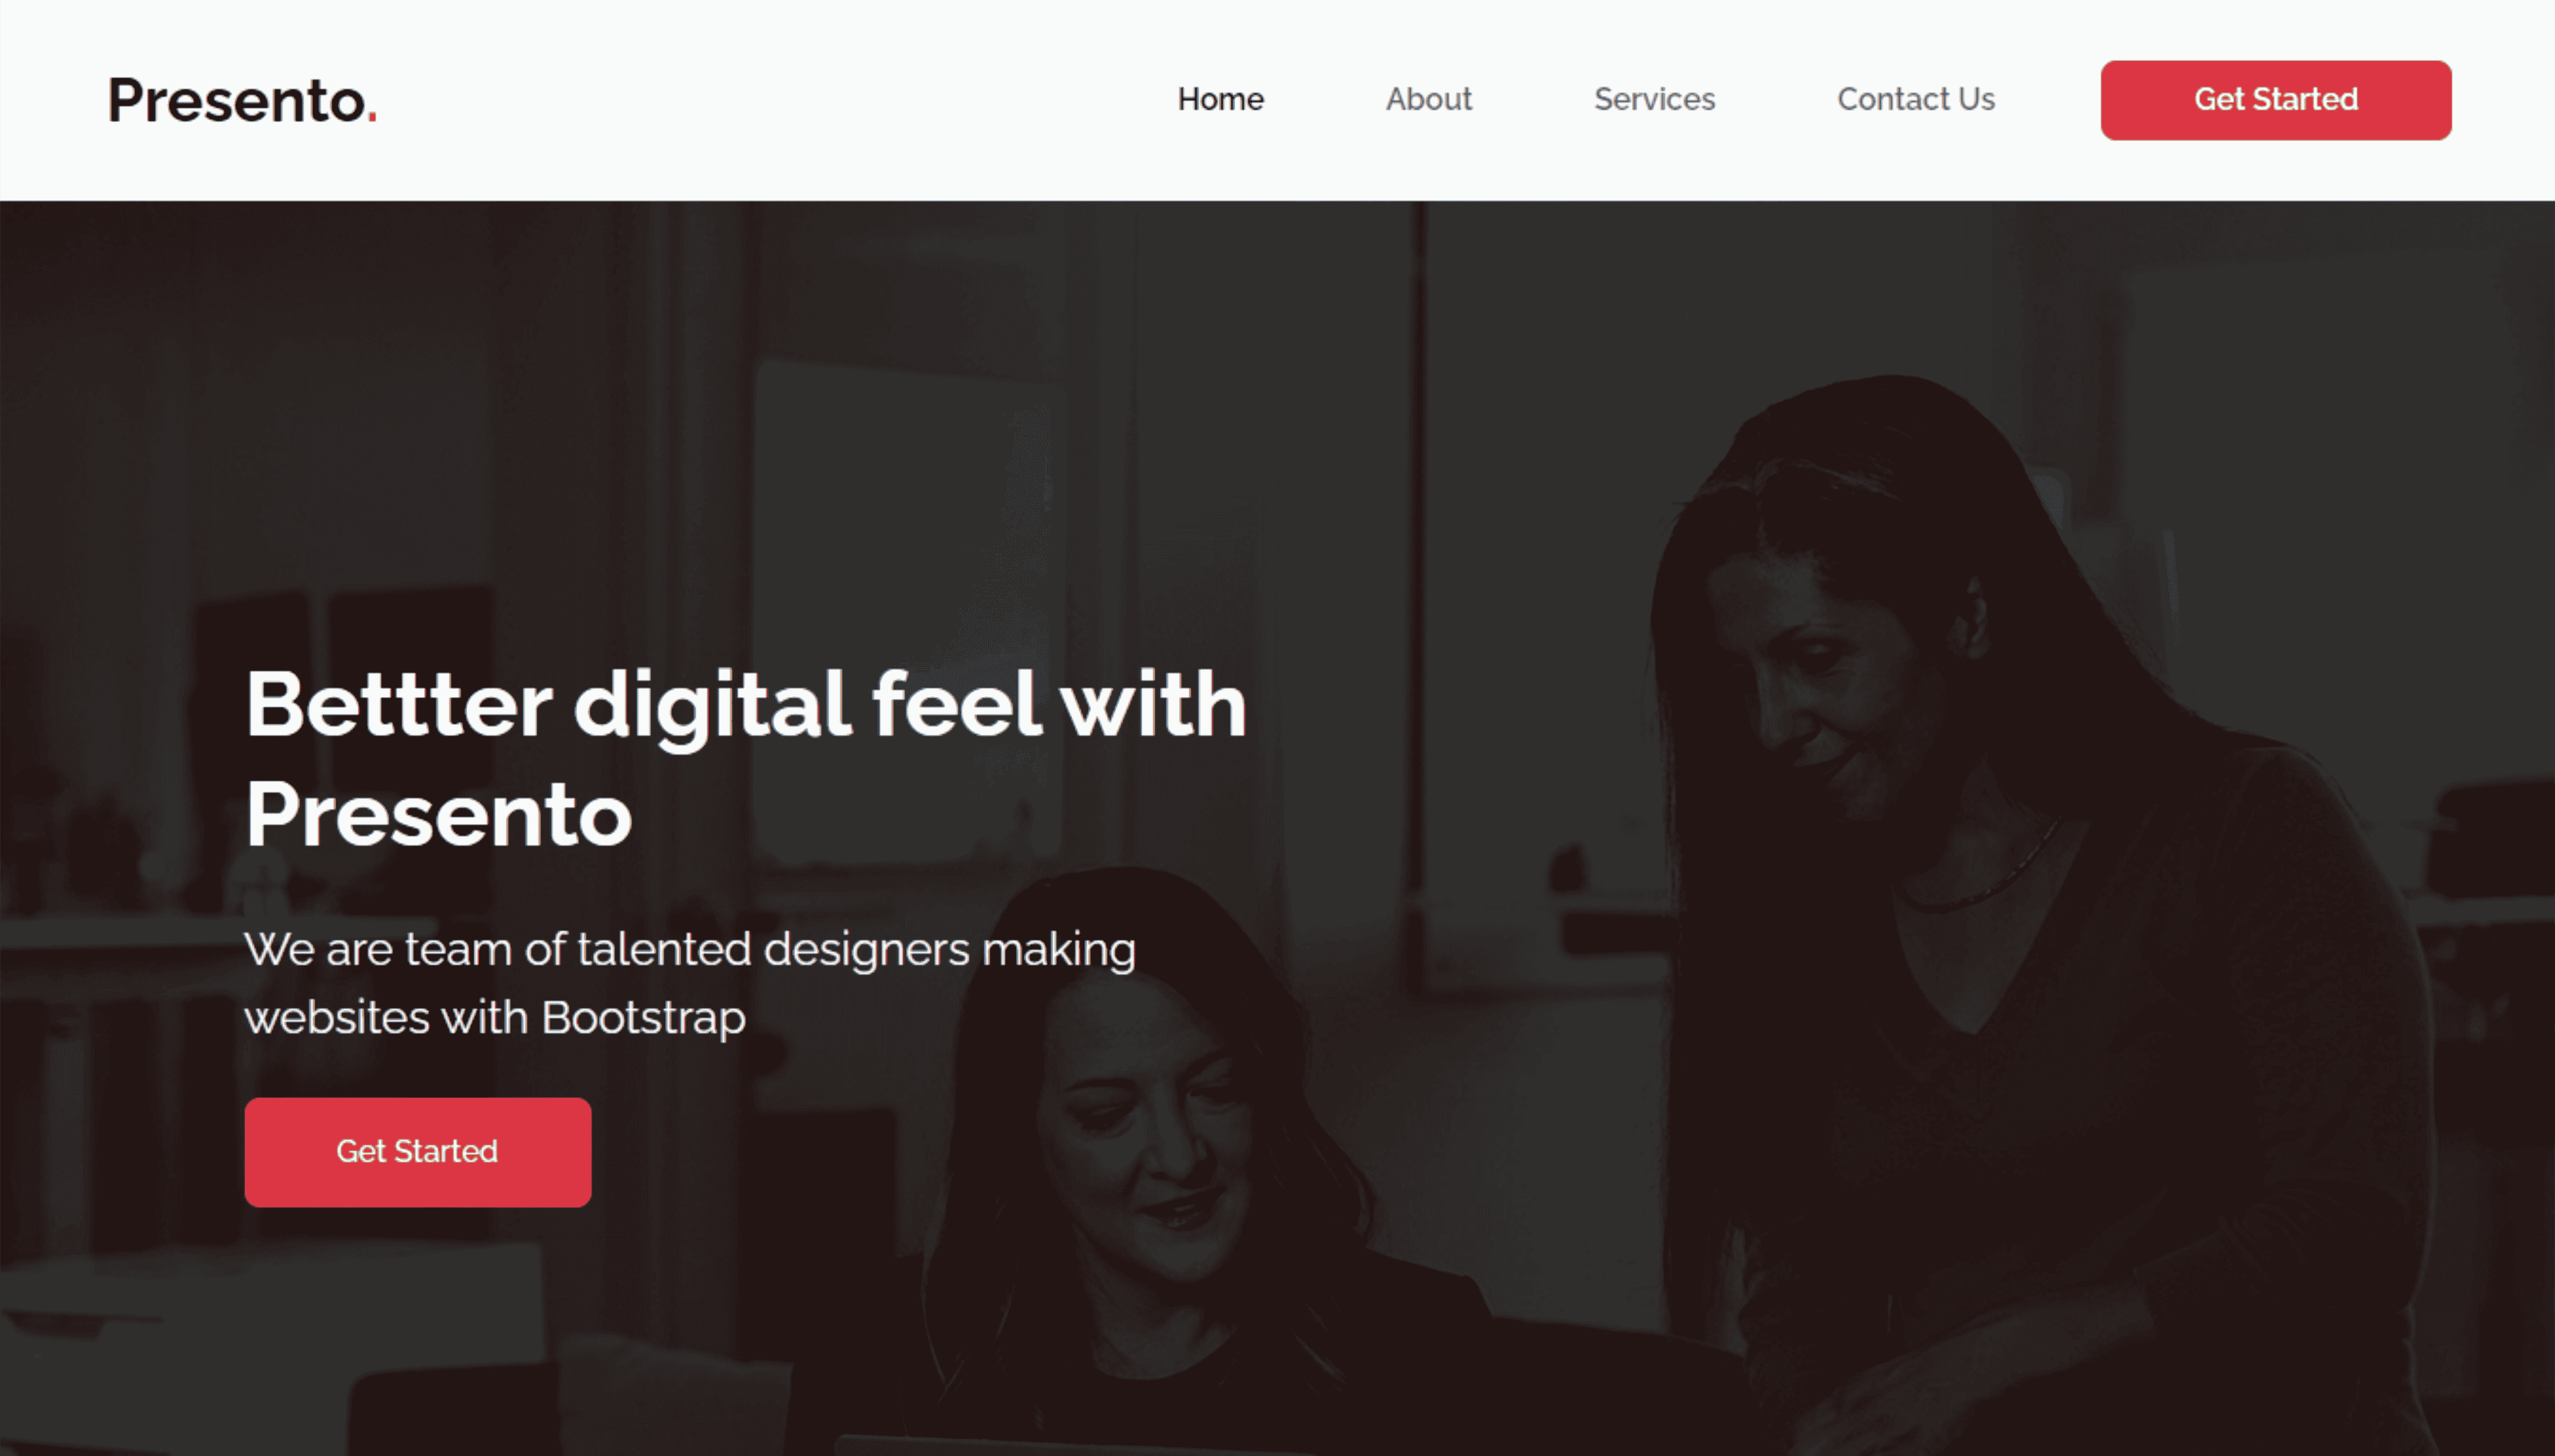 Presento.
Home
About
Services
Contact Us
Get Started
Bettter digital feel with
Presento
We are team of talented designers making
websites with Bootstrap
Get Started